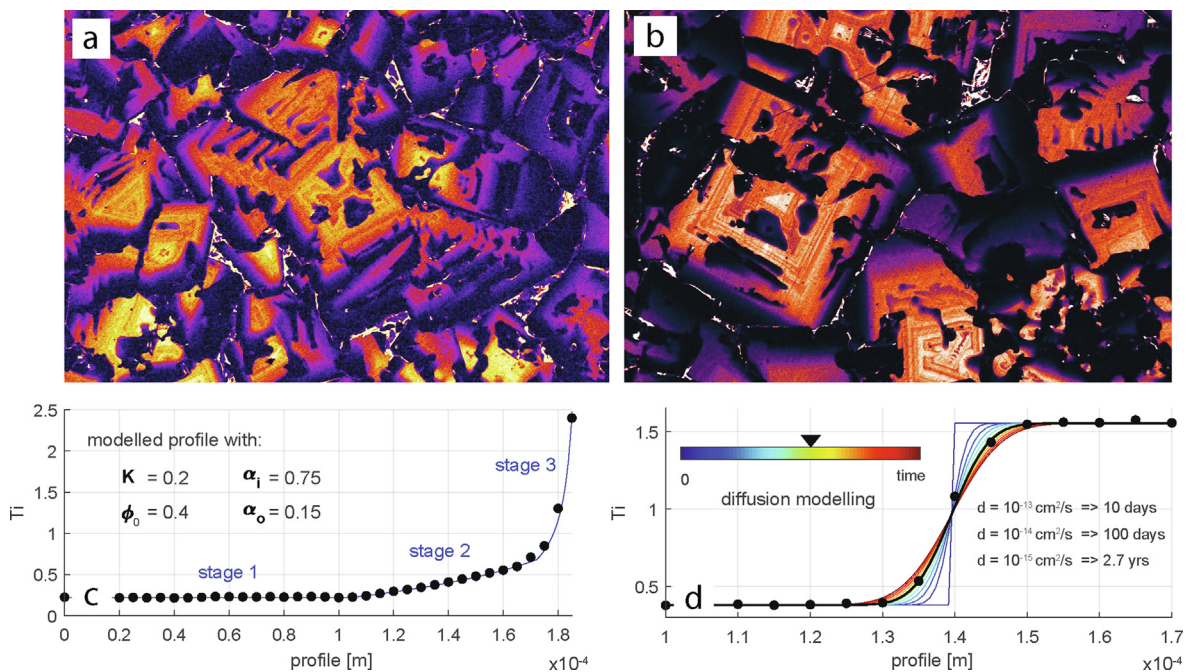 a
b
2.5
2
1.5
1
0.5
0
Ti
modelled profile with:
K = 0.2 αi = 0.75
ϕ0 = 0.4 αo = 0.15
stage 1
stage 2
stage 3
c
0 0.2 0.4 0.6 0.8 1 1.2 1.4 1.6 1.8
profile [m]
x10⁻⁴
1.5
1
0.5
Ti
0
time
diffusion modelling
d = 10⁻¹³ cm²/s => 10 days
d = 10⁻¹⁴ cm²/s => 100 days
d = 10⁻¹⁵ cm²/s => 2.7 yrs
d
1 1.1 1.2 1.3 1.4 1.5 1.6 1.7
profile [m]
x10⁻⁴